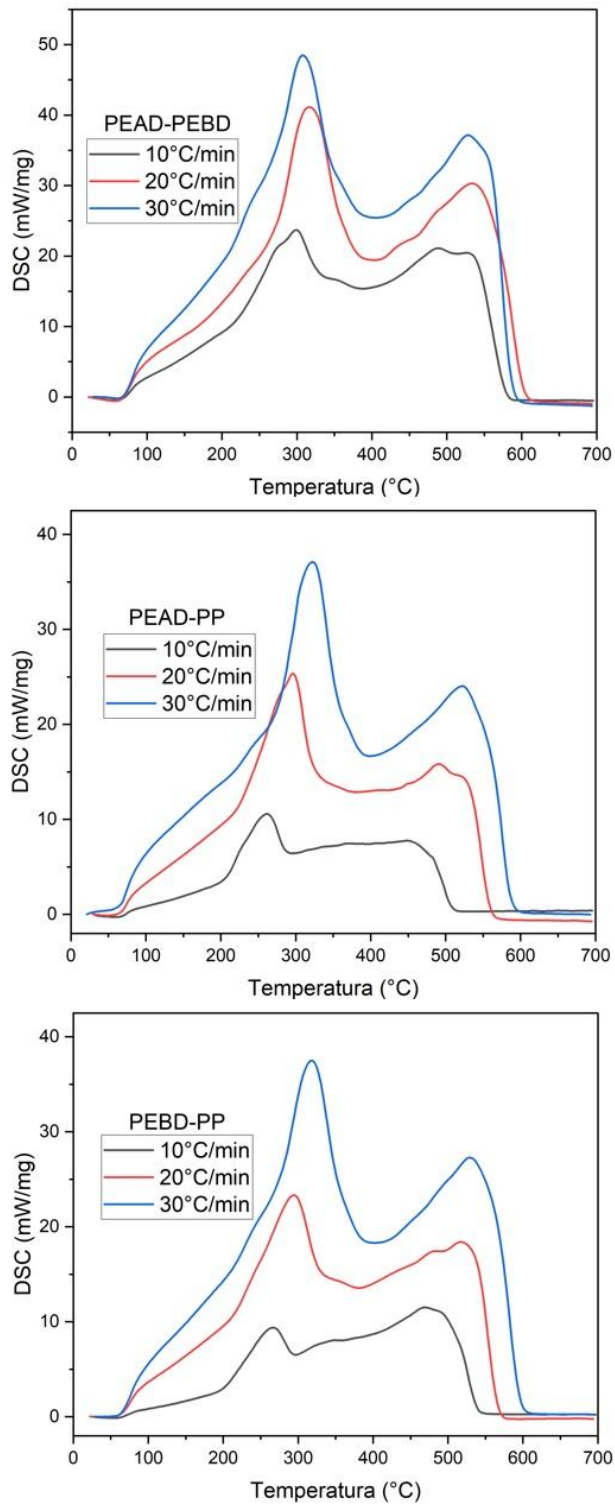 PEAD-PEBD
10°C/min
20°C/min
30°C/min
DSC (mW/mg)
50
40
30
20
10
0
0 100 200 300 400 500 600 700
Temperatura (°C)
PEAD-PP
10°C/min
20°C/min
30°C/min
DSC (mW/mg)
40
30
20
10
0
0 100 200 300 400 500 600 700
Temperatura (°C)
PEBD-PP
10°C/min
20°C/min
30°C/min
DSC (mW/mg)
40
30
20
10
0
0 100 200 300 400 500 600 700
Temperatura (°C)